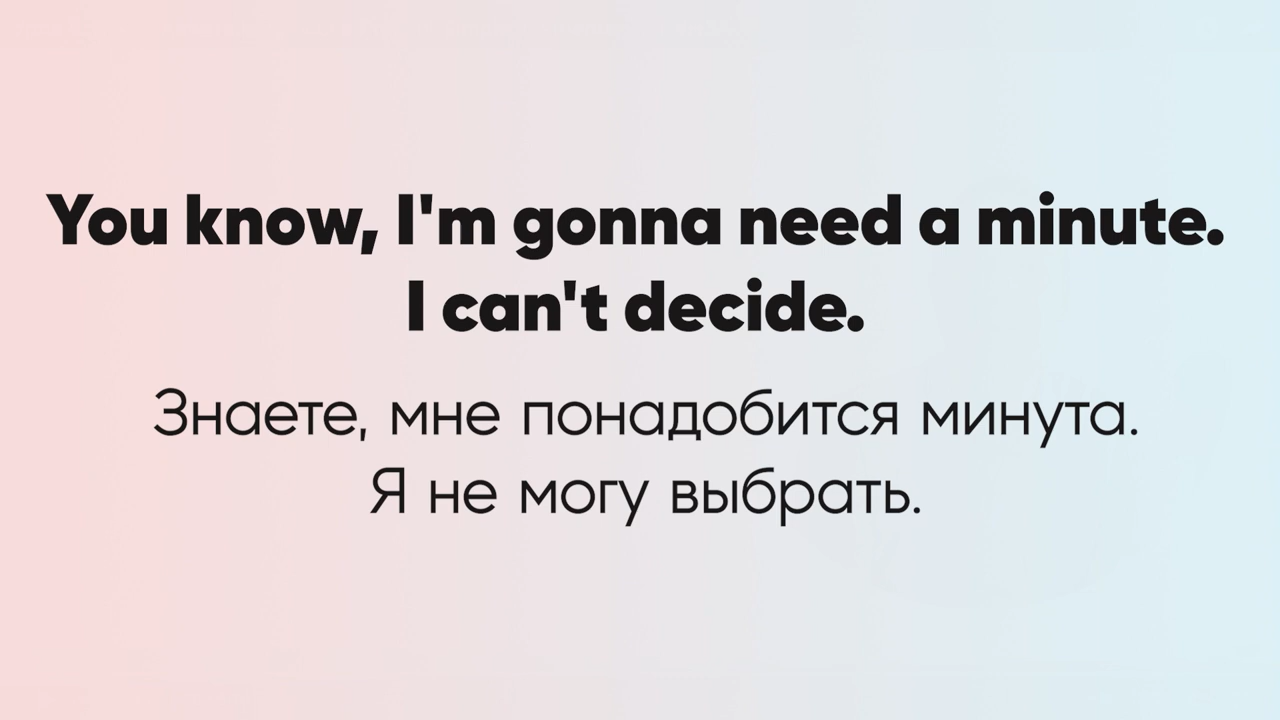 You know, I'm gonna need a minute.
I can't decide.
Знаете, мне понадобится минута.
Я не могу выбрать.